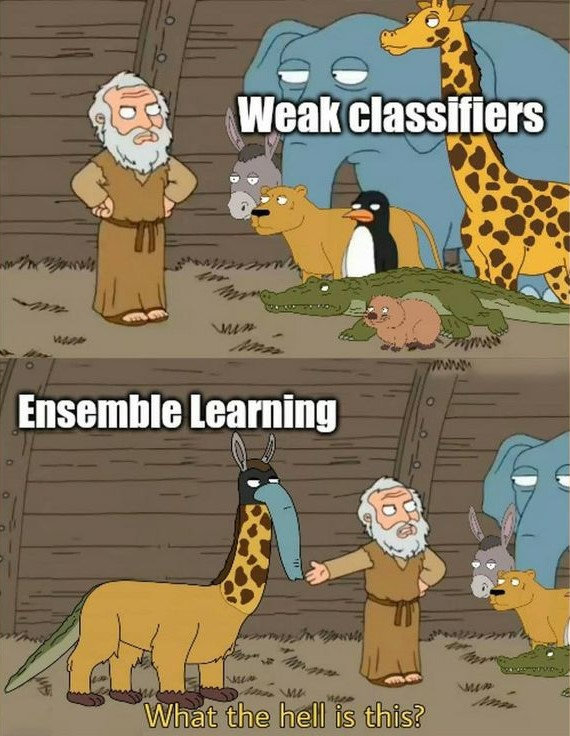 Weak classifiers
Ensemble Learning
What the hell is this?